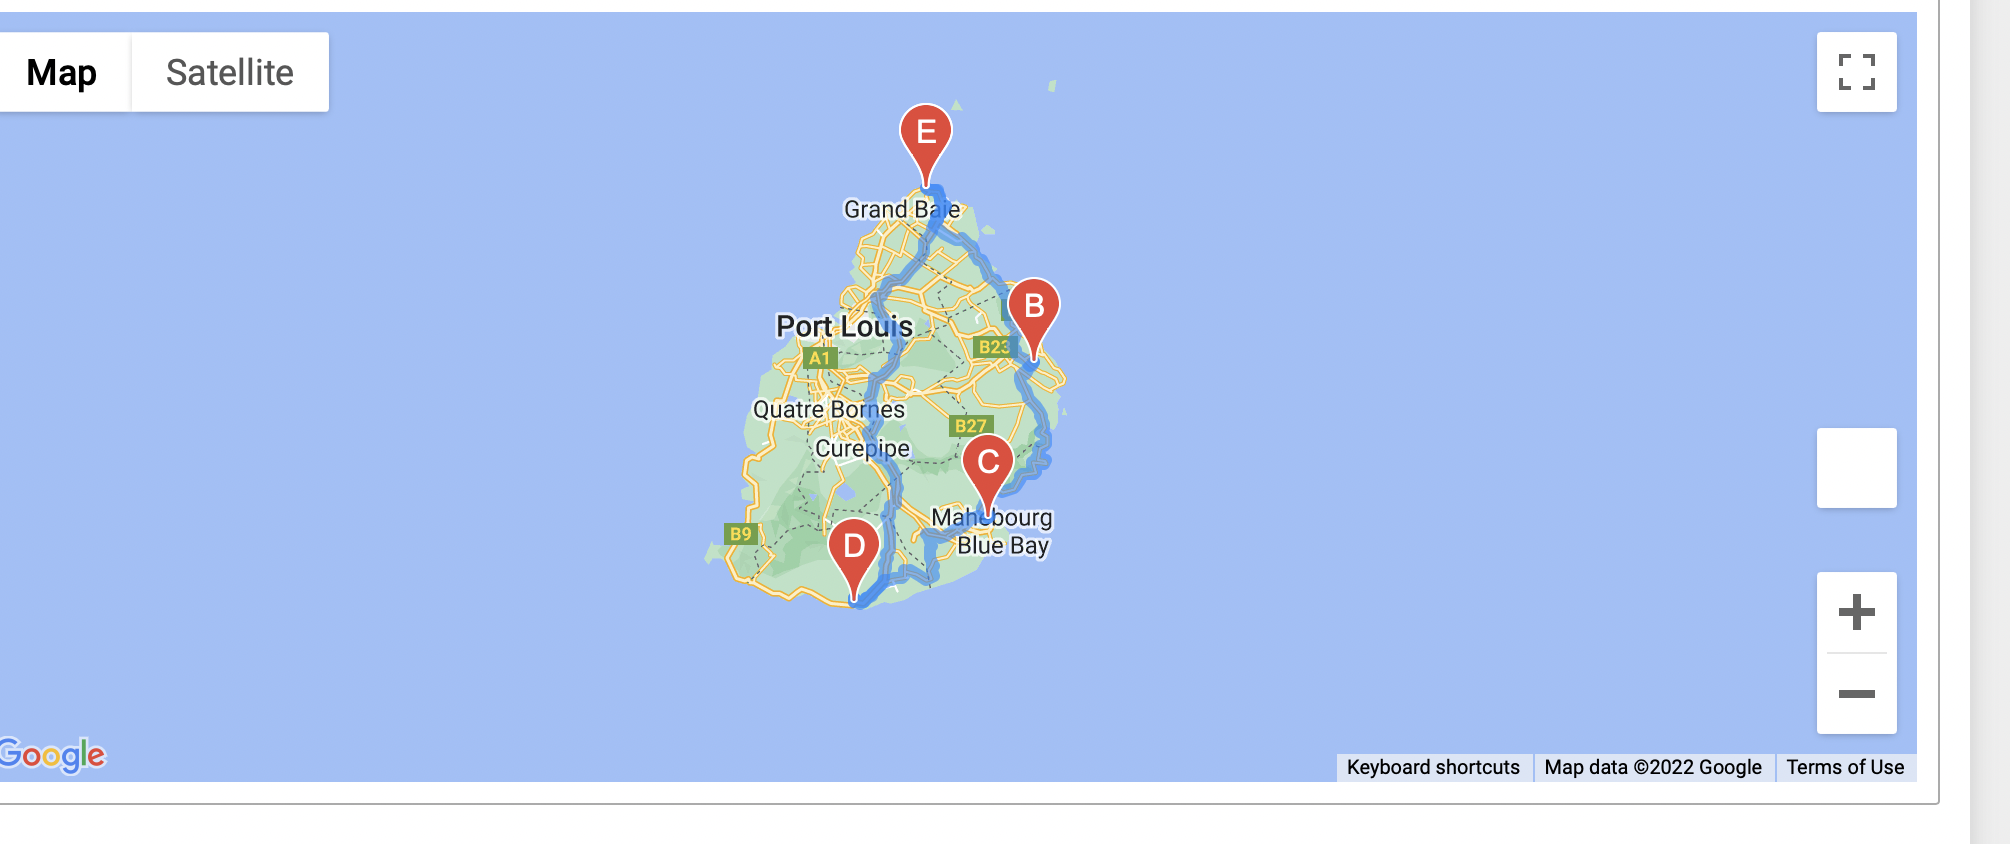 Map
Satellite
E
Grand Baie
B
Port Louis
B23
A1
Quatre Bornes
B27
Curepipe
C
Mahebourg
B9
D
Blue Bay
Google
Keyboard shortcuts
Map data ©2022 Google
Terms of Use